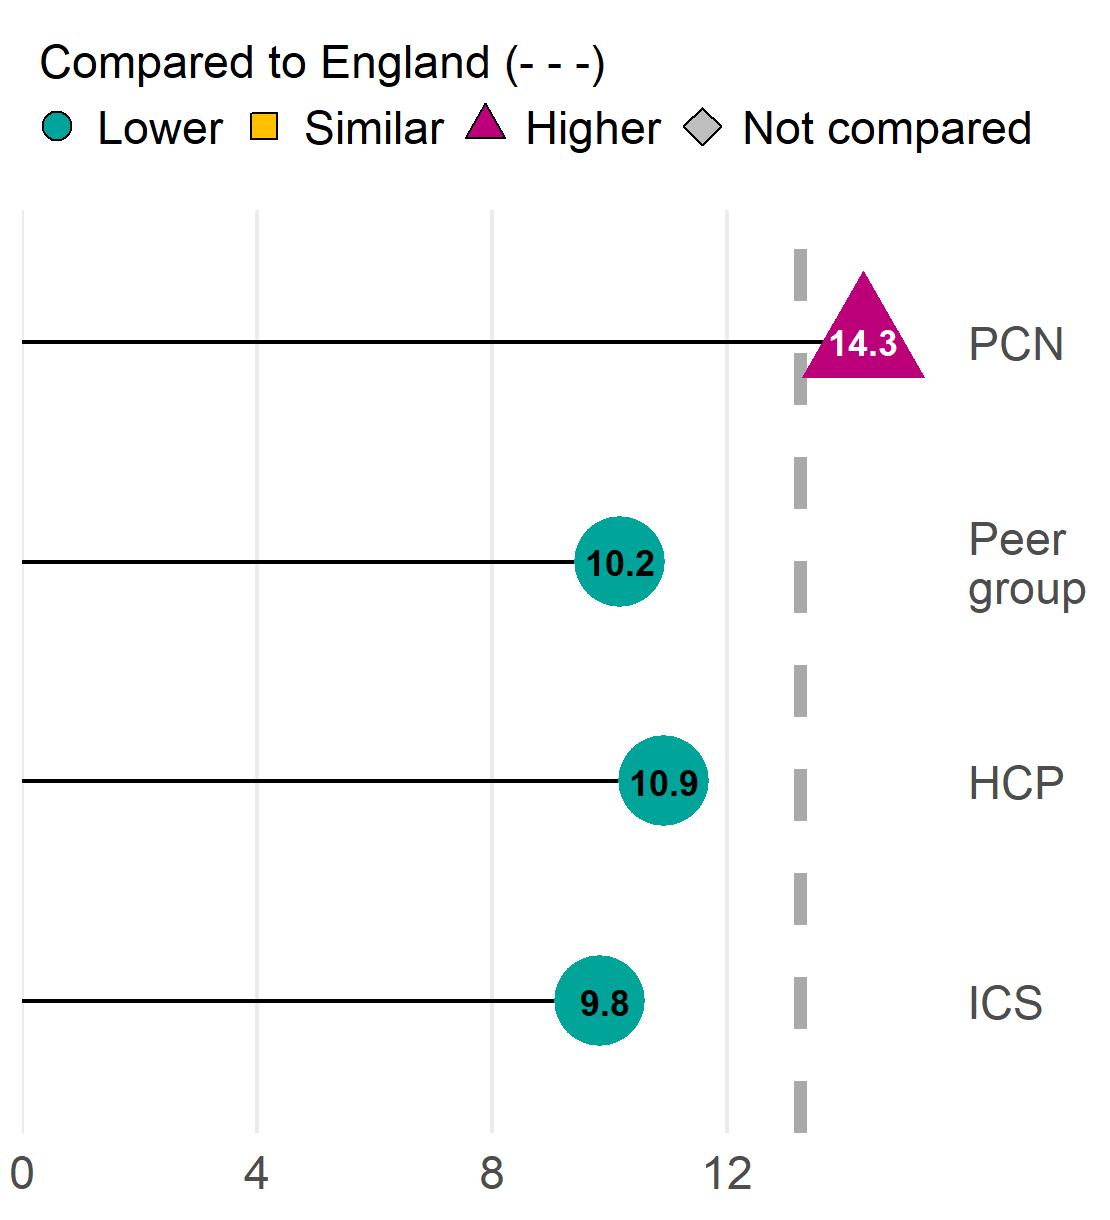 Compared to England (- - -)
Lower Similar Higher Not compared
14.3 PCN
10.2 Peer
group
10.9 HCP
9.8 ICS
0 4 8 12